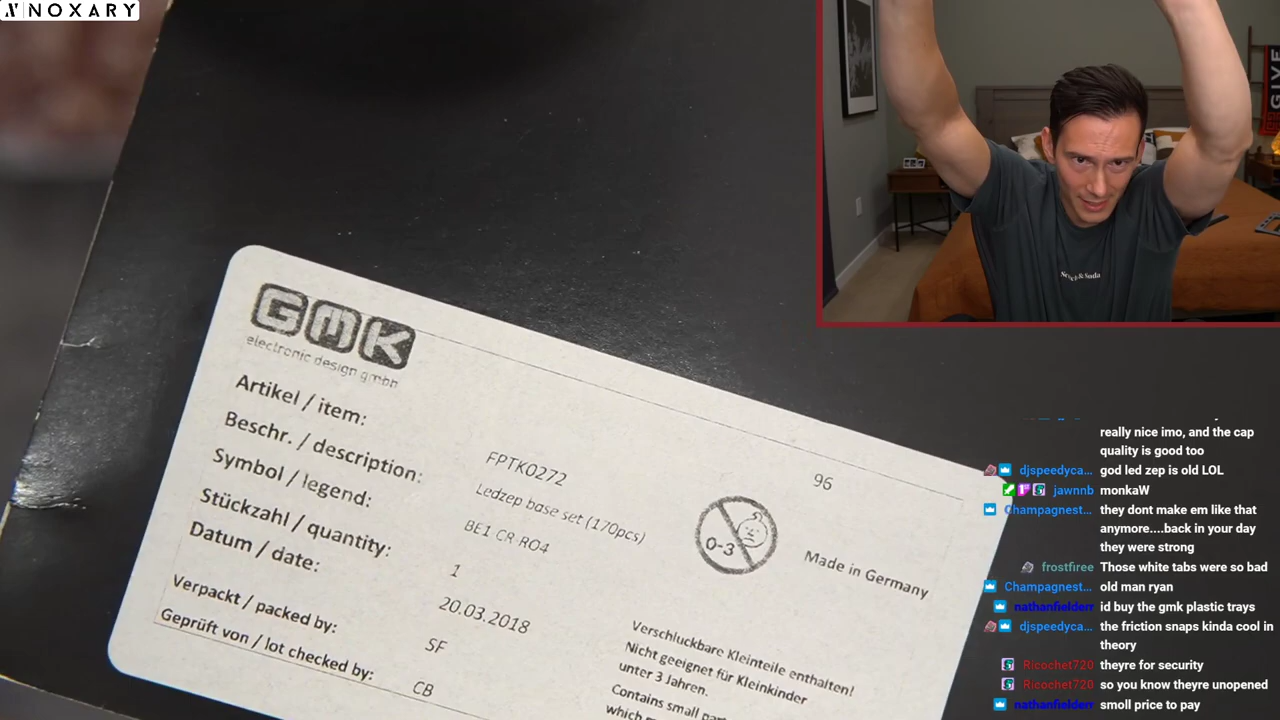 NOXARY
GMK
electronic design gmbh
Artikel / item:
FPTK0272
96
Beschr. / description:
Ledzep base set (170pcs)
Symbol / legend:
BE1 CR-RO4
Stückzahl / quantity:
1
Datum / date:
20.03.2018
Verpackt / packed by:
SF
Geprüft von / lot checked by:
CB
0-3
Made in Germany
Verschluckbare Kleinteile enthalten!
Nicht geeignet für Kleinkinder
unter 3 Jahren.
Contains small
which
GIVE
& Soda
really nice imo, and the cap
quality is good too
djspeedyca... god led zep is old LOL
jawnnb monkaW
Champagnest... they dont make em like that
anymore....back in your day
they were strong
frostfiree Those white tabs were so bad
Champagnest... old man ryan
nathanfielderr id buy the gmk plastic trays
djspeedyca... the friction snaps kinda cool in
theory
Ricochet720 theyre for security
Ricochet720 so you know theyre unopened
nathanfielderr smoll price to pay